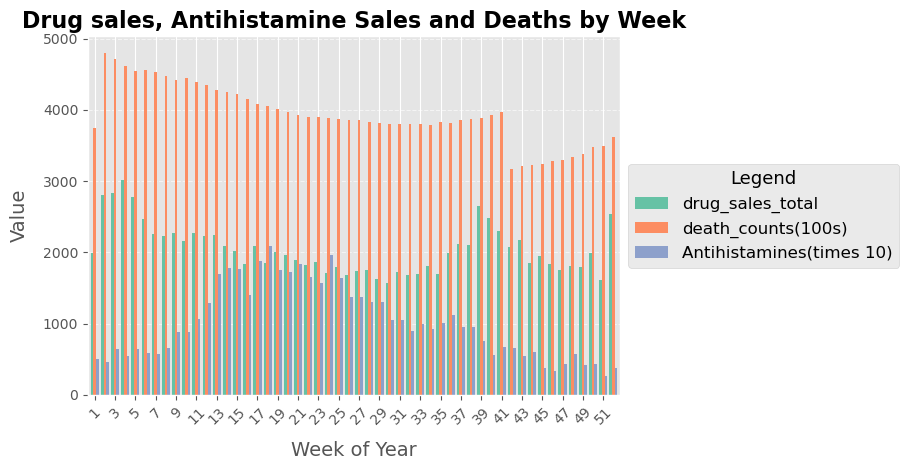 Drug sales, Antihistamine Sales and Deaths by Week
5000
4000
3000
2000
1000
0
Value
1 3 5 7 9 11 13 15 17 19 21 23 25 27 29 31 33 35 37 39 41 43 45 47 49 51
Week of Year
Legend
drug_sales_total
death_counts(100s)
Antihistamines(times 10)